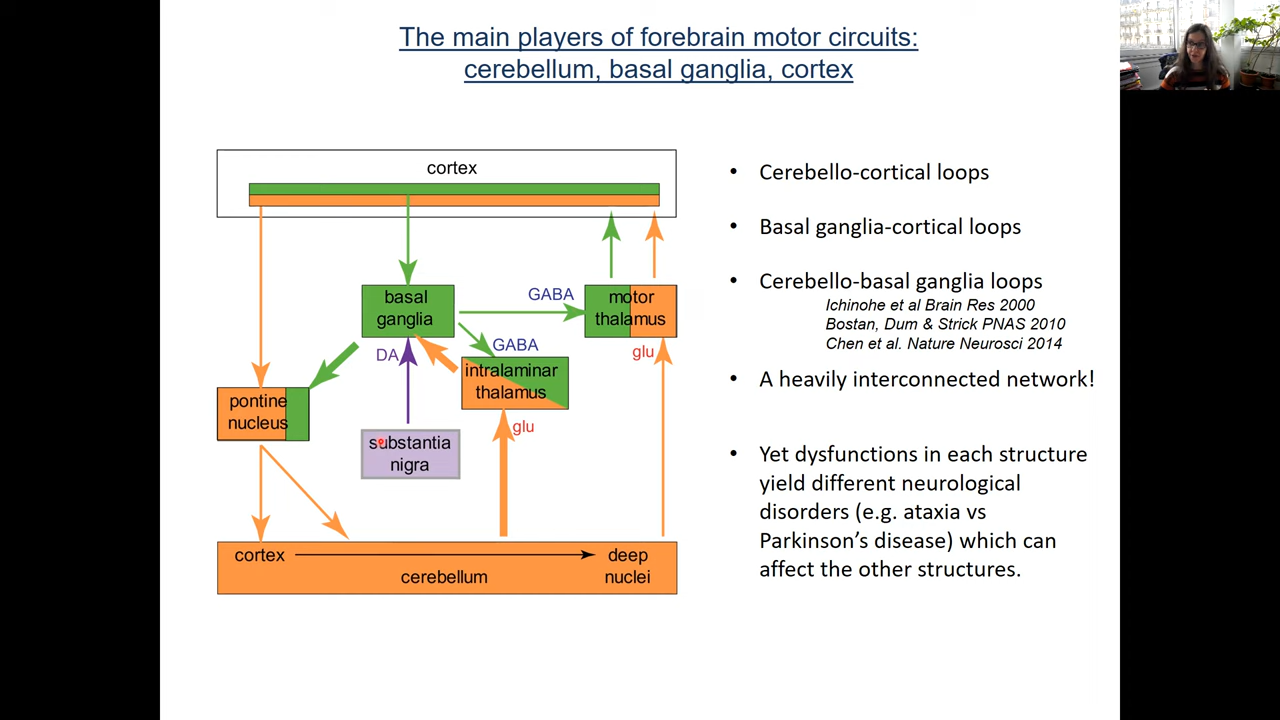 The main players of forebrain motor circuits:
cerebellum, basal ganglia, cortex
cortex
basal
ganglia
GABA
motor
thalamus
DA
GABA
glu
intralaminar
thalamus
pontine
nucleus
glu
substantia
nigra
cortex
deep
nuclei
cerebellum
• Cerebello-cortical loops
• Basal ganglia-cortical loops
• Cerebello-basal ganglia loops
Ichinohe et al Brain Res 2000
Bostan, Dum & Strick PNAS 2010
Chen et al. Nature Neurosci 2014
• A heavily interconnected network!
• Yet dysfunctions in each structure
yield different neurological
disorders (e.g. ataxia vs
Parkinson's disease) which can
affect the other structures.